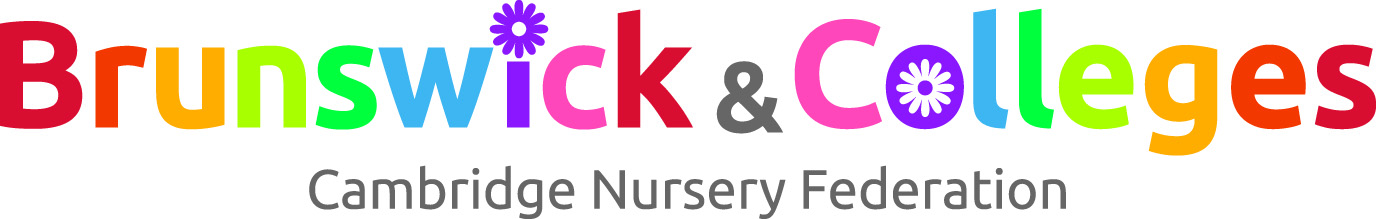 Brunswick & Colleges
Cambridge Nursery Federation